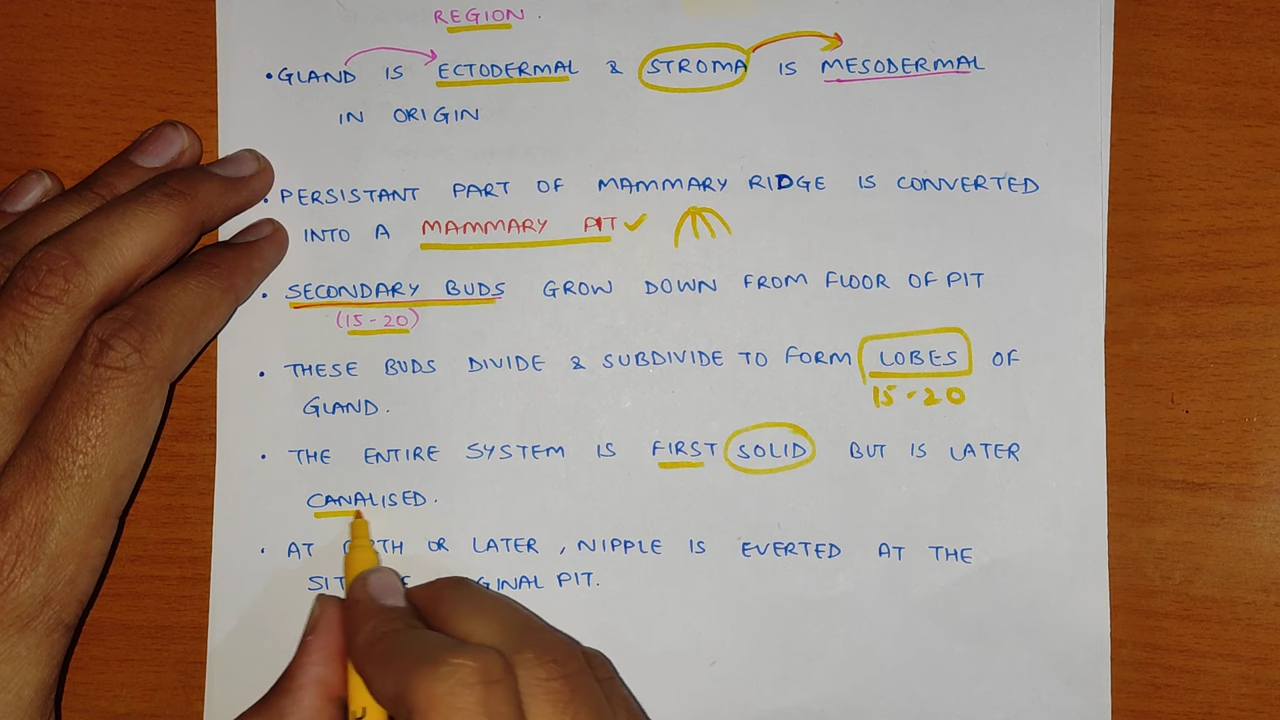 REGION.
• GLAND IS ECTODERMAL & STROMA IS MESODERMAL
IN ORIGIN
• PERSISTANT PART OF MAMMARY RIDGE IS CONVERTED
INTO A MAMMARY PIT ✓
• SECONDARY BUDS GROW DOWN FROM FLOOR OF PIT
(15-20)
• THESE BUDS DIVIDE & SUBDIVIDE TO FORM LOBES OF
15-20
GLAND.
• THE ENTIRE SYSTEM IS FIRST SOLID BUT IS LATER
CANALISED.
• AT OR LATER, NIPPLE IS EVERTED AT THE
PIT.